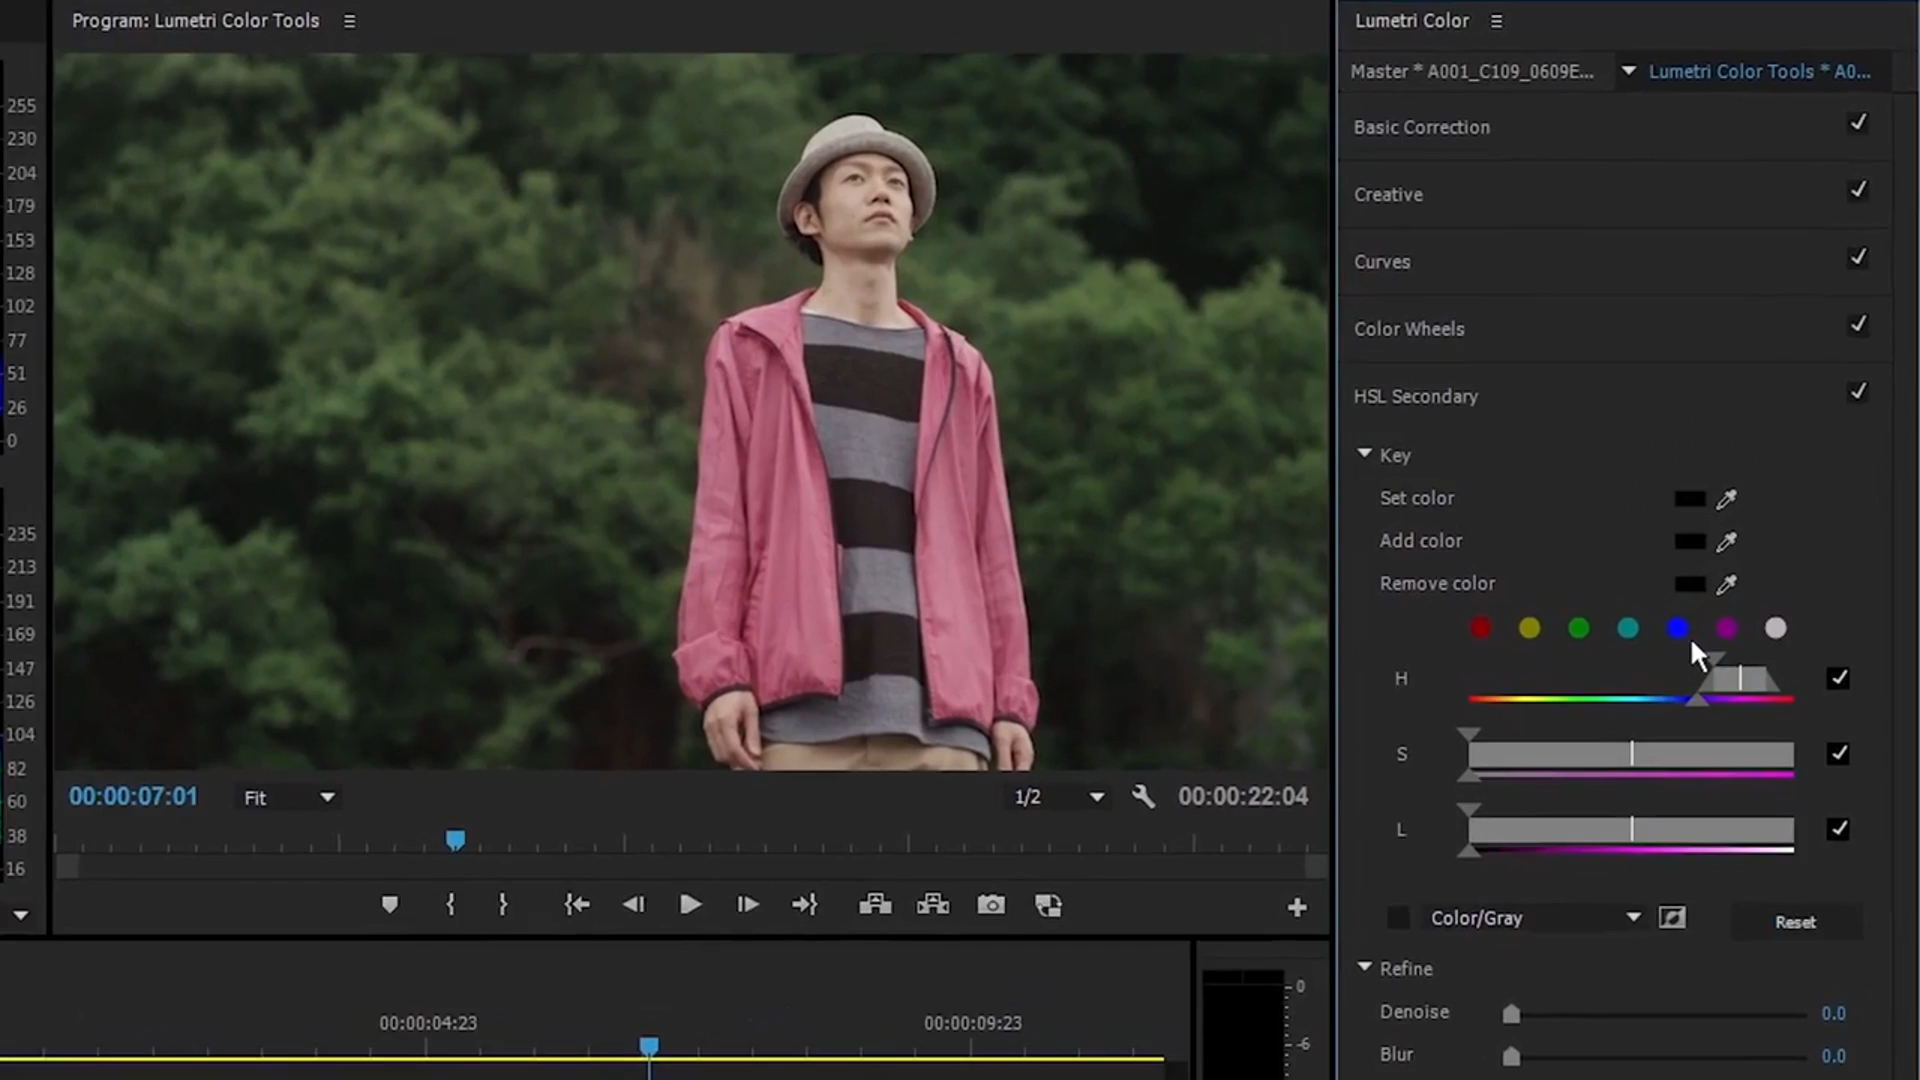 Program: Lumetri Color Tools
Lumetri Color
Master * A001_C109_0609E...
Lumetri Color Tools * A0...
255
230
204
179
153
128
102
77
51
26
0
235
213
191
169
147
126
104
82
60
38
16
Basic Correction
Creative
Curves
Color Wheels
HSL Secondary
Key
Set color
Add color
Remove color
H
S
L
Color/Gray
Reset
Refine
Denoise
0.0
Blur
0.0
00:00:07:01
Fit
1/2
00:00:22:04
00:00:04:23
00:00:09:23
0
-6